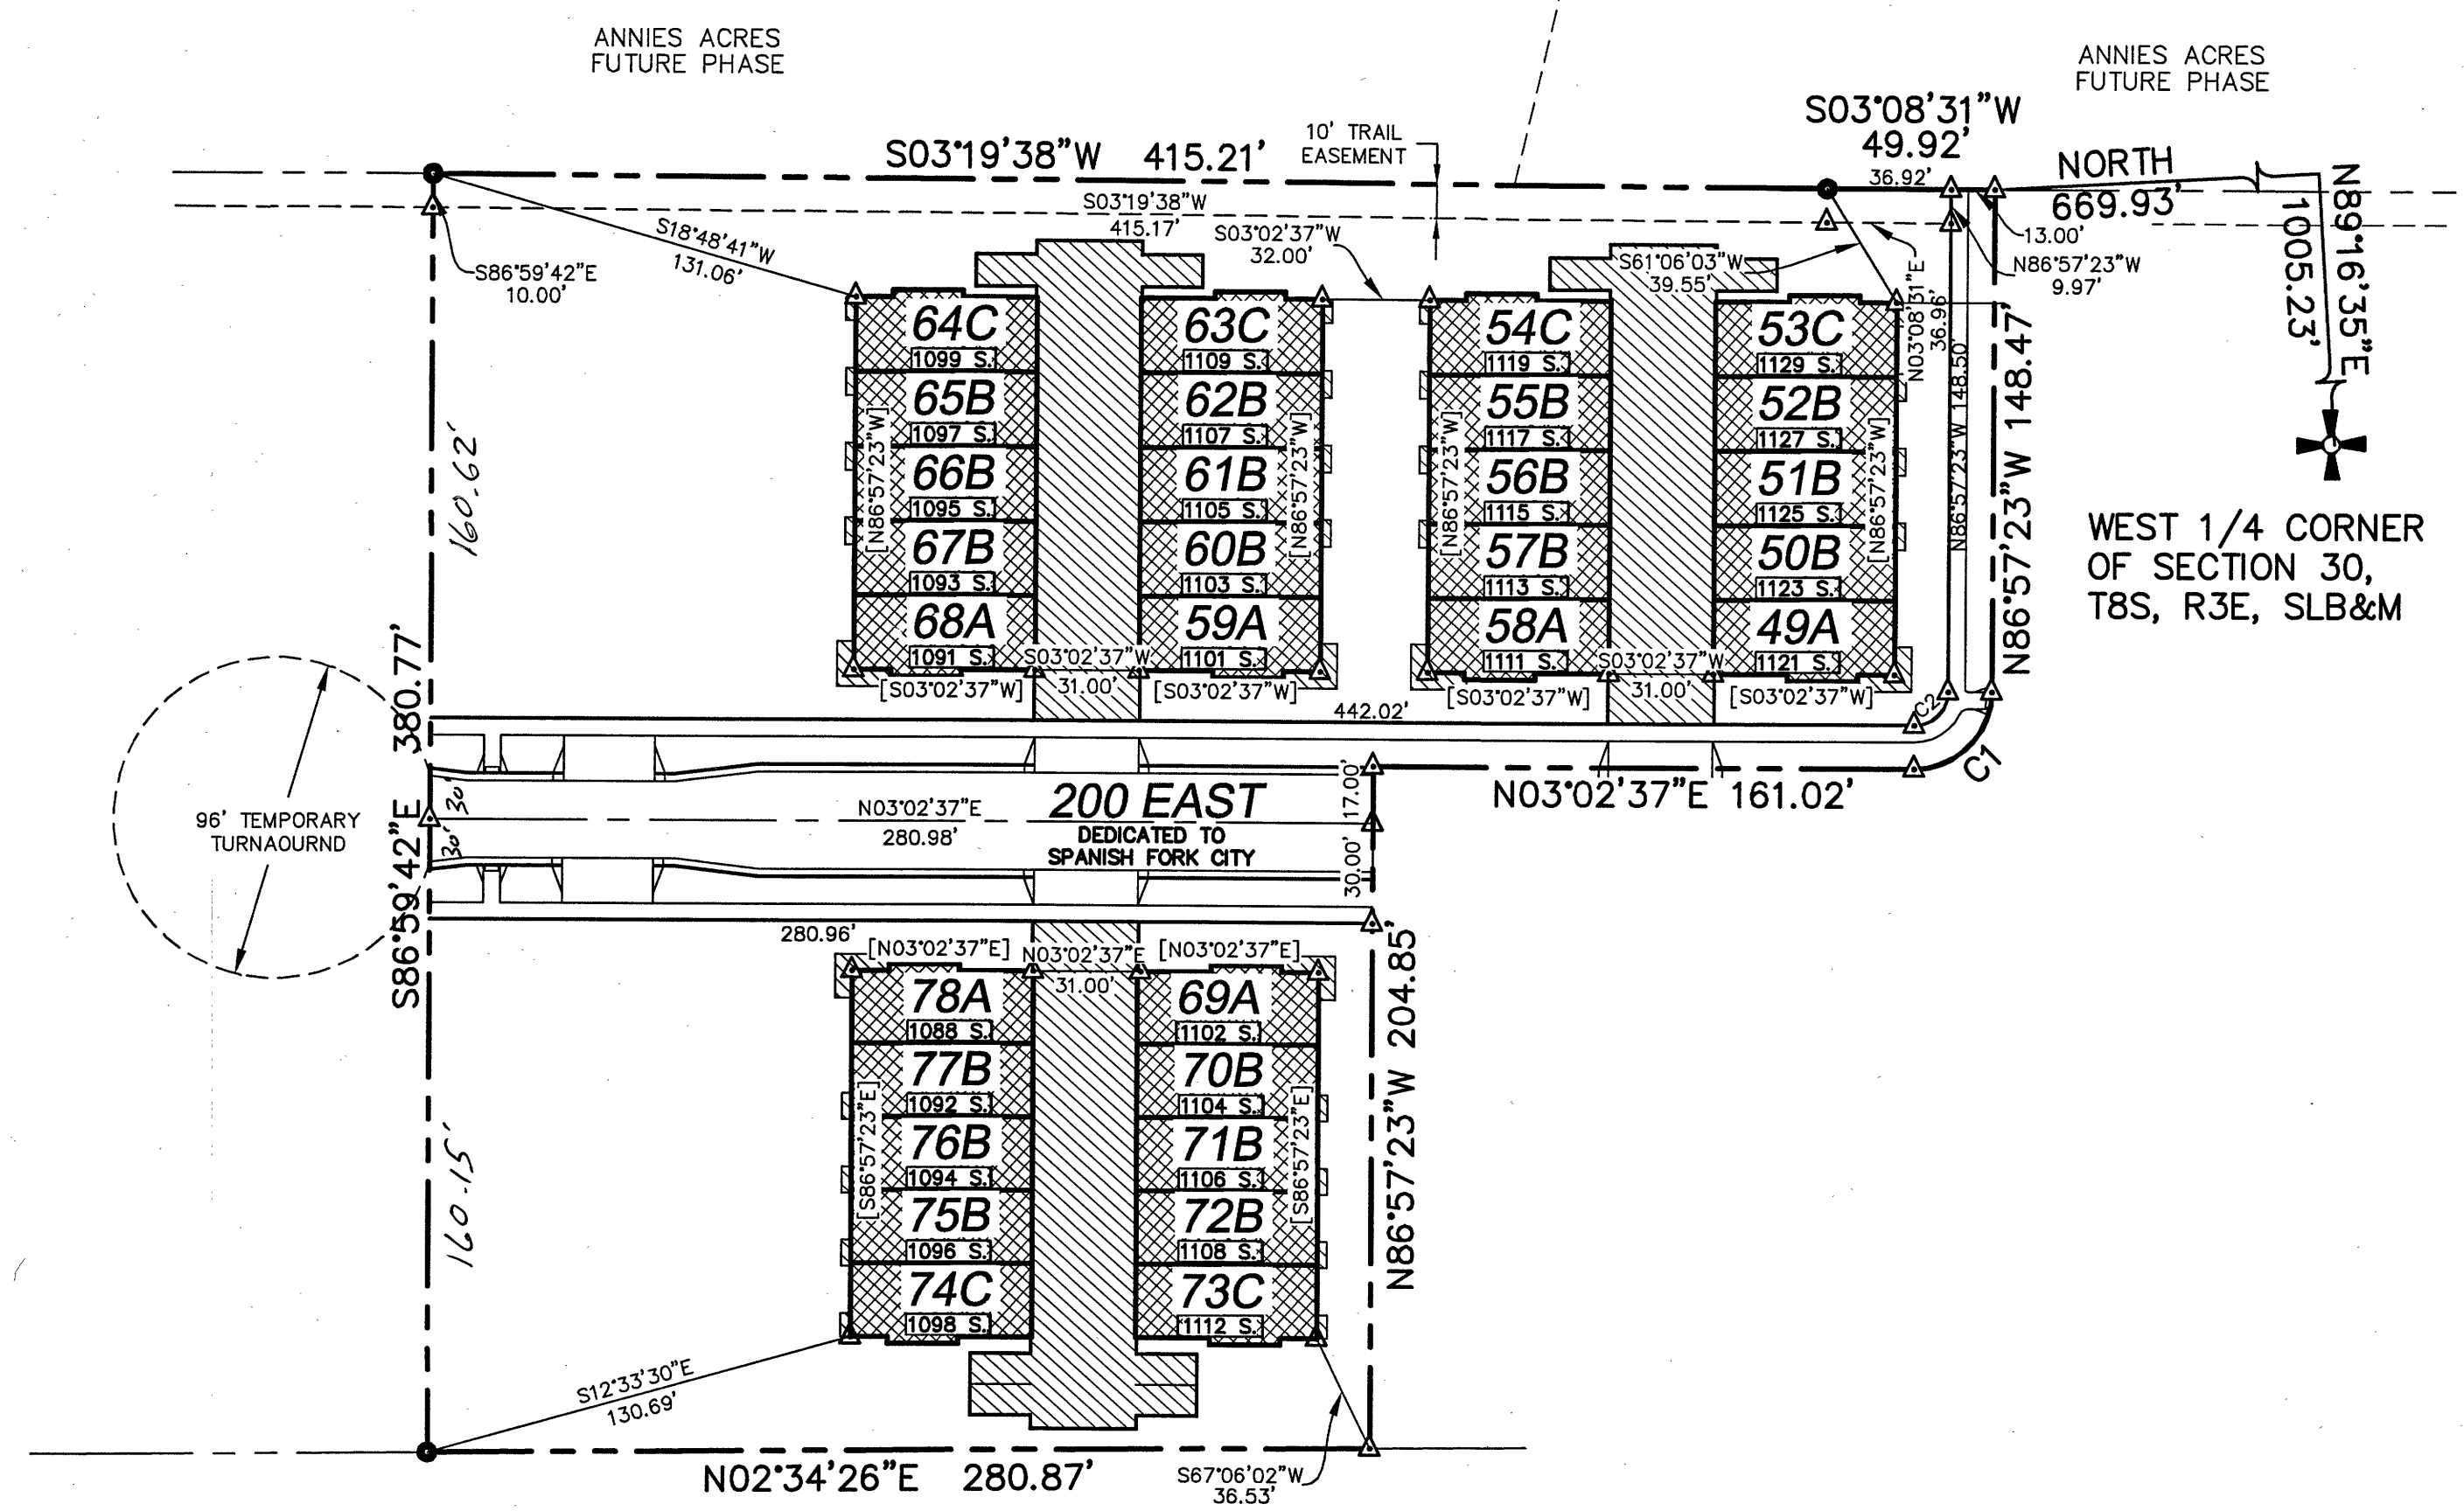 ANNIES ACRES
FUTURE PHASE
ANNIES ACRES
FUTURE PHASE
S03°08'31"W
49.92'
36.92'
10' TRAIL
EASEMENT
S03°19'38"W 415.21'
NORTH
669.93'
N89°16'35"E
1005.23'
S03°19'38"W
415.17'
S18°48'41"W
131.06'
S03°02'37"W
32.00'
S61°06'03"W
39.55'
13.00'
N86°57'23"W
9.97'
S86°59'42"E
10.00'
N03°08'31"E
36.96'
N86°57'23"W 148.50'
N86°57'23"W 148.47'
WEST 1/4 CORNER
OF SECTION 30,
T8S, R3E, SLB&M
64C
1099 S.
65B
1097 S.
66B
1095 S.
67B
1093 S.
68A
1091 S.
[N86°57'23"W]
63C
1109 S.
62B
1107 S.
61B
1105 S.
60B
1103 S.
59A
1101 S.
[N86°57'23"W]
54C
1119 S.
55B
1117 S.
56B
1115 S.
57B
1113 S.
58A
1111 S.
[N86°57'23"W]
53C
1129 S.
52B
1127 S.
51B
1125 S.
50B
1123 S.
49A
1121 S.
[N86°57'23"W]
S03°02'37"W
31.00'
S03°02'37"W
31.00'
[S03°02'37"W]
[S03°02'37"W]
[S03°02'37"W]
[S03°02'37"W]
160.62'
442.02'
C2
C1
S86°59'42"E 380.77'
96' TEMPORARY
TURNAOURND
30'
30'
N03°02'37"E
280.98'
200 EAST
DEDICATED TO
SPANISH FORK CITY
17.00'
30.00'
N03°02'37"E 161.02'
280.96'
[N03°02'37"E]
N03°02'37"E
31.00'
[N03°02'37"E]
N86°57'23"W 204.85'
78A
1088 S.
77B
1092 S.
76B
1094 S.
75B
1096 S.
74C
1098 S.
[S86°57'23"E]
69A
1102 S.
70B
1104 S.
71B
1106 S.
72B
1108 S.
73C
1112 S.
[S86°57'23"E]
160.15'
S12°33'30"E
130.69'
N02°34'26"E 280.87'
S67°06'02"W
36.53'